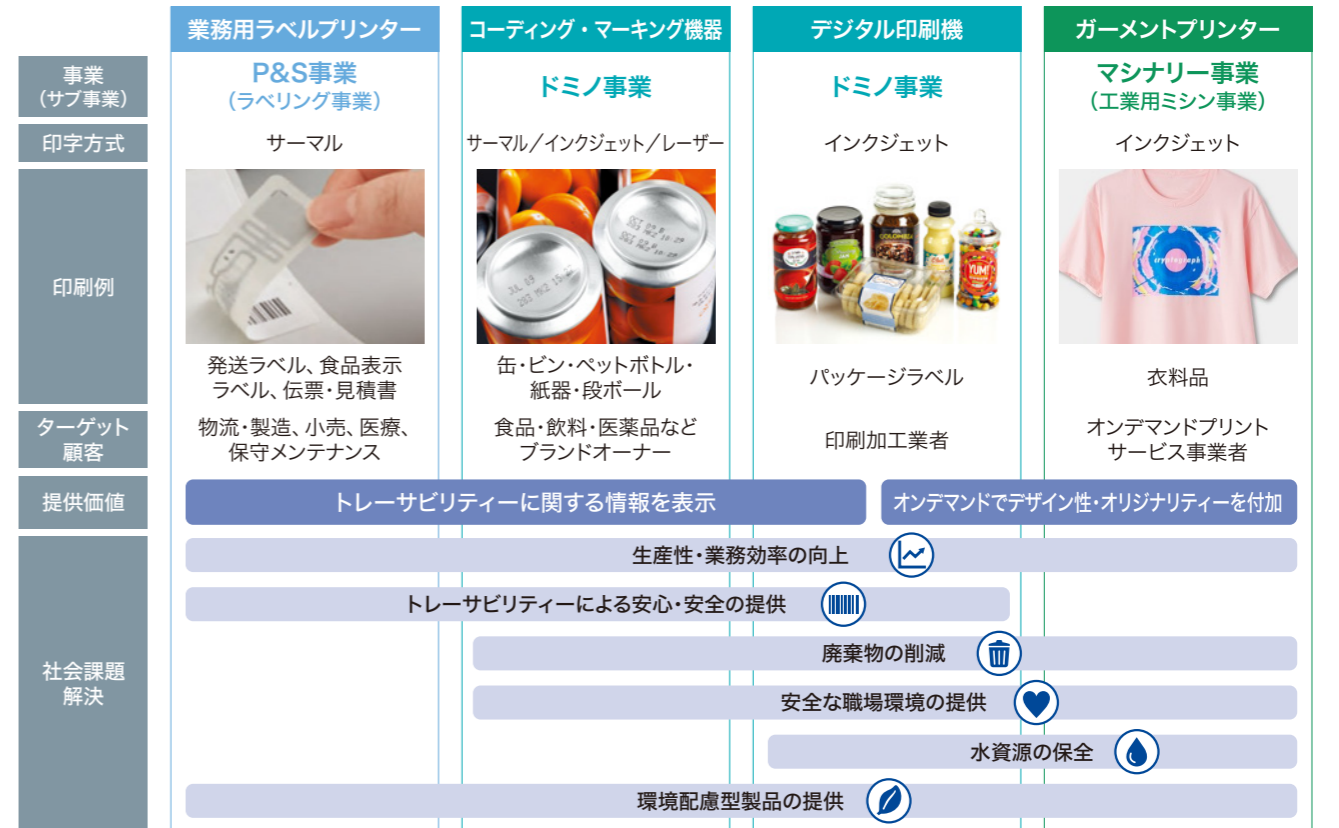 業務用ラベルプリンター
コーディング・マーキング機器
デジタル印刷機
ガーメントプリンター
事業
（サブ事業）
P&S事業
（ラベリング事業）
ドミノ事業
ドミノ事業
マシナリー事業
（工業用ミシン事業）
印字方式
サーマル
サーマル／インクジェット／レーザー
インクジェット
インクジェット
印刷例
YUM!
cryptograph
発送ラベル、食品表示
ラベル、伝票・見積書
缶・ビン・ペットボトル・
紙器・段ボール
パッケージラベル
衣料品
ターゲット
顧客
物流・製造、小売、医療、
保守メンテナンス
食品・飲料・医薬品など
ブランドオーナー
印刷加工業者
オンデマンドプリント
サービス事業者
提供価値
トレーサビリティーに関する情報を表示
オンデマンドでデザイン性・オリジナリティーを付加
社会課題
解決
生産性・業務効率の向上
トレーサビリティーによる安心・安全の提供
廃棄物の削減
安全な職場環境の提供
水資源の保全
環境配慮型製品の提供